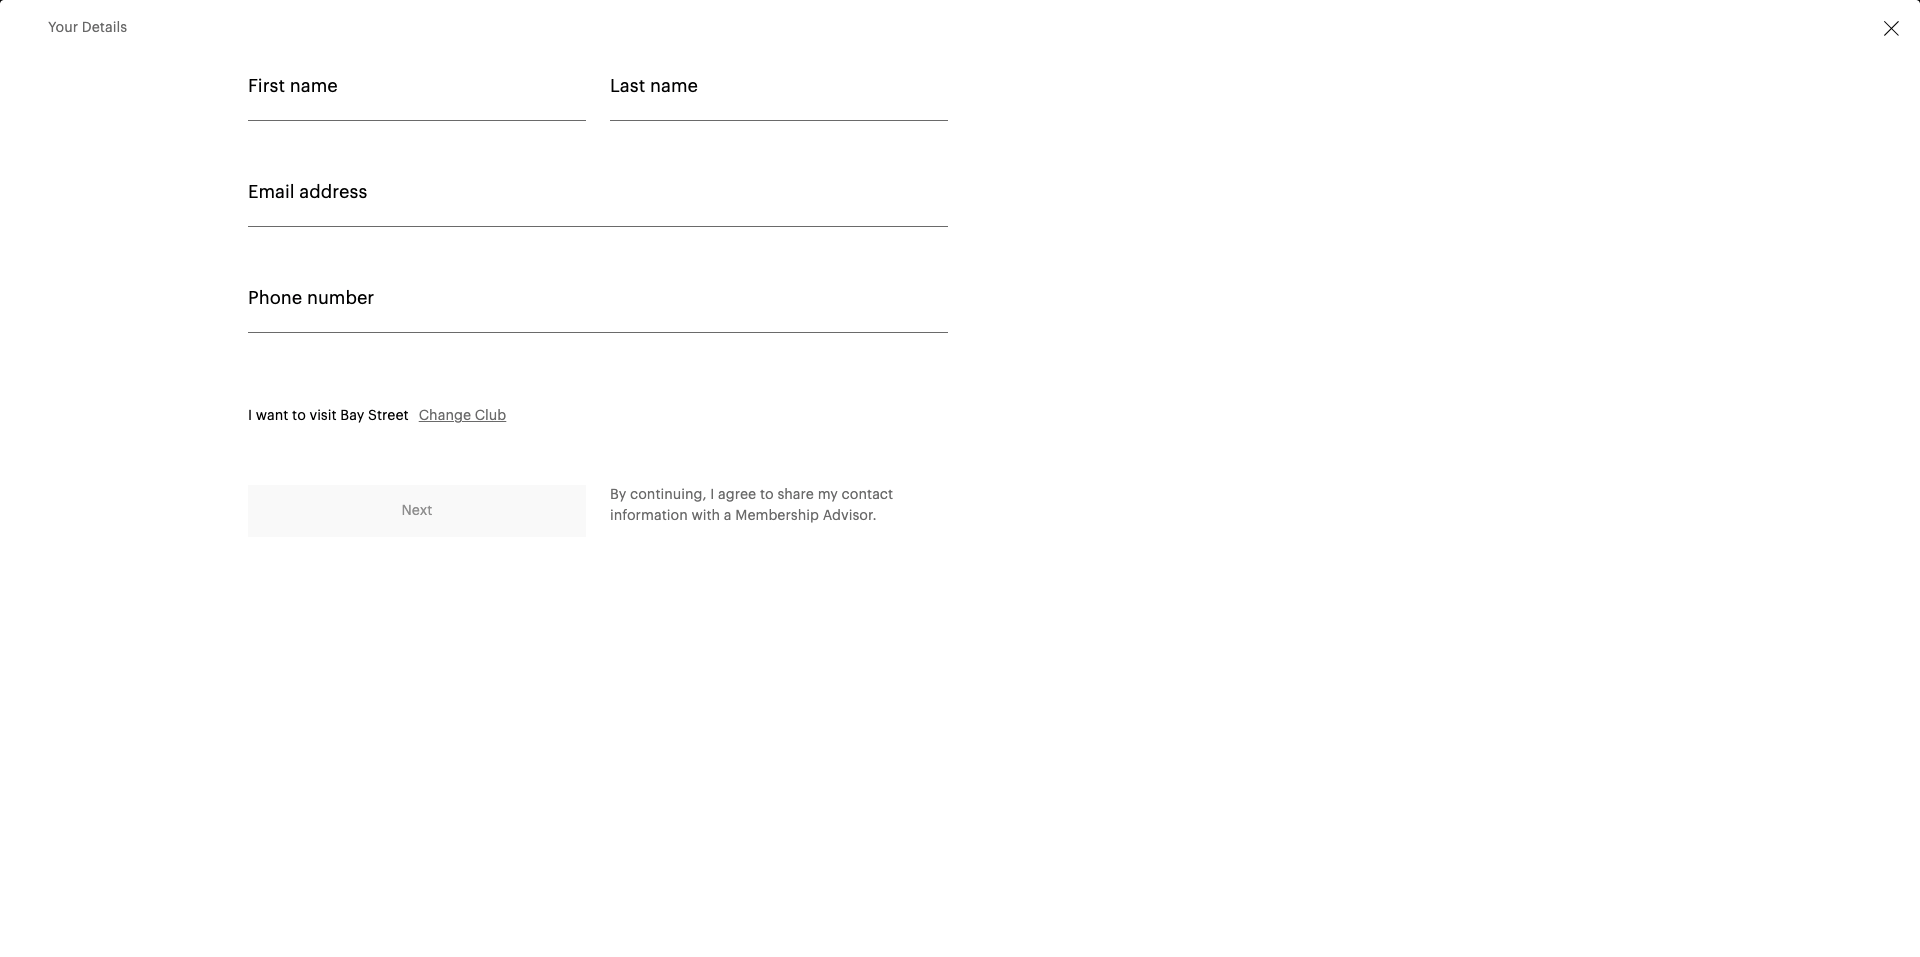 Your Details
First name
Last name
Email address
Phone number
I want to visit Bay Street Change Club
Next
By continuing, I agree to share my contact
information with a Membership Advisor.